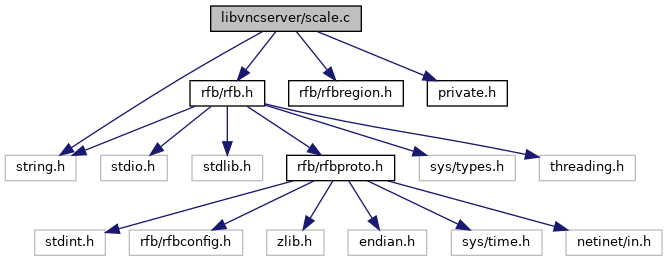 libvncserver/scale.c
rfb/rfb.h
rfb/rfbregion.h
private.h
string.h
stdio.h
stdlib.h
rfb/rfbproto.h
sys/types.h
threading.h
stdint.h
rfb/rfbconfig.h
zlib.h
endian.h
sys/time.h
netinet/in.h